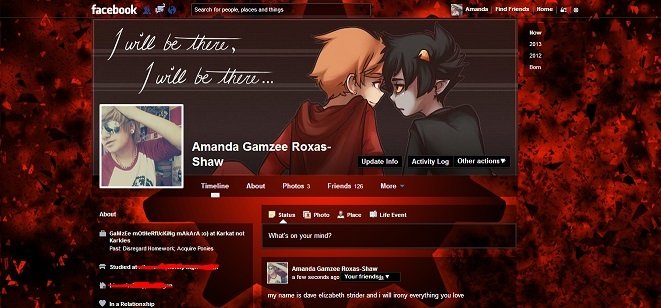 facebook
Search for people, places and things
Amanda
Find Friends
Home
Now
2013
2012
Born
I will be there,
I will be there...
Amanda Gamzee Roxas-
Shaw
Update Info
Activity Log
Other actions▼
Timeline
About
Photos 3
Friends 126
More
About
GaMzEe mOtHeRfUcKiNg mAkArA :o) at Karkat not
Karkles
Past: Disregard Homework, Acquire Ponies
Studied at
In a Relationship
Status
Photo
Place
Life Event
What's on your mind?
Amanda Gamzee Roxas-Shaw
a few seconds ago
Your friends
my name is dave elizabeth strider and i will irony everything you love